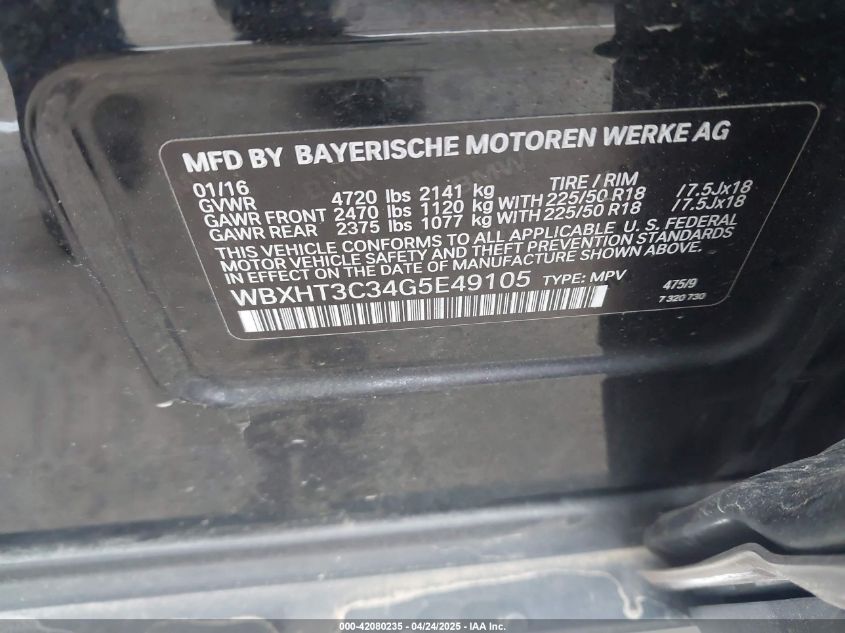 MFD BY BAYERISCHE MOTOREN WERKE AG
01/16 TIRE / RIM
GVWR 4720 lbs 2141 kg
GAWR FRONT 2470 lbs 1120 kg WITH 225/50 R18 /7.5Jx18
GAWR REAR 2375 lbs 1077 kg WITH 225/50 R18 /7.5Jx18
THIS VEHICLE CONFORMS TO ALL APPLICABLE U.S. FEDERAL
MOTOR VEHICLE SAFETY AND THEFT PREVENTION STANDARDS
IN EFFECT ON THE DATE OF MANUFACTURE SHOWN ABOVE.
WBXHT3C34G5E49105 TYPE: MPV 475/9
7 320 730
000-42080235 - 04/24/2025 - IAA Inc.